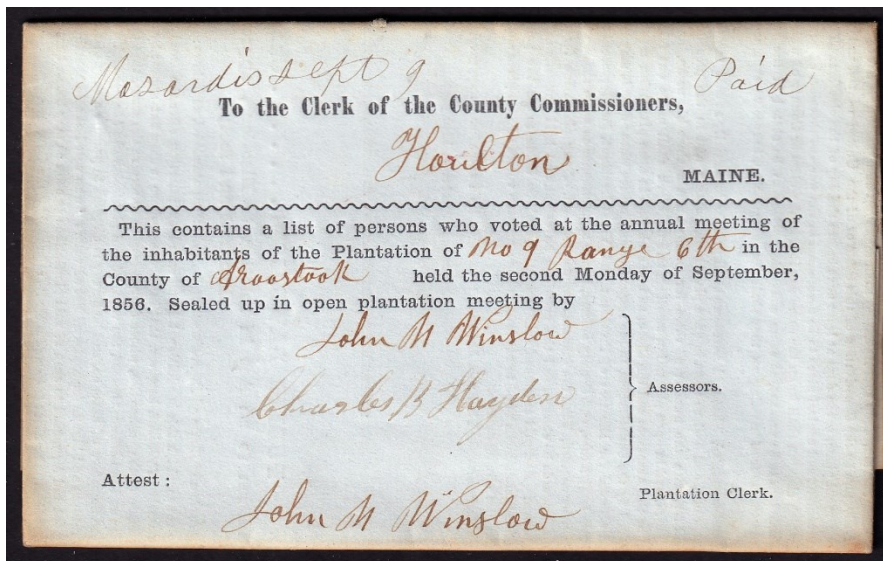 Masardis Sept 9 Paid
To the Clerk of the County Commissioners,
Houlton
MAINE.
This contains a list of persons who voted at the annual meeting of
the inhabitants of the Plantation of No 9 Range 6th in the
County of Aroostook held the second Monday of September,
1856. Sealed up in open plantation meeting by
John M Winslow
Charles B Hayden
Assessors.
Attest :
Plantation Clerk.
John M Winslow